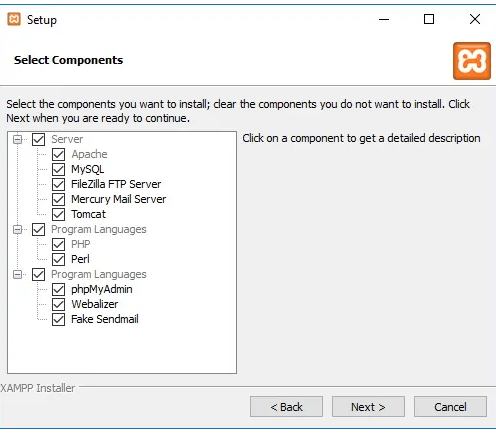 Setup
Select Components
Select the components you want to install; clear the components you do not want to install. Click
Next when you are ready to continue.
Server
Apache
MySQL
FileZilla FTP Server
Mercury Mail Server
Tomcat
Program Languages
PHP
Perl
Program Languages
phpMyAdmin
Webalizer
Fake Sendmail
Click on a component to get a detailed description
XAMPP Installer
< Back
Next >
Cancel